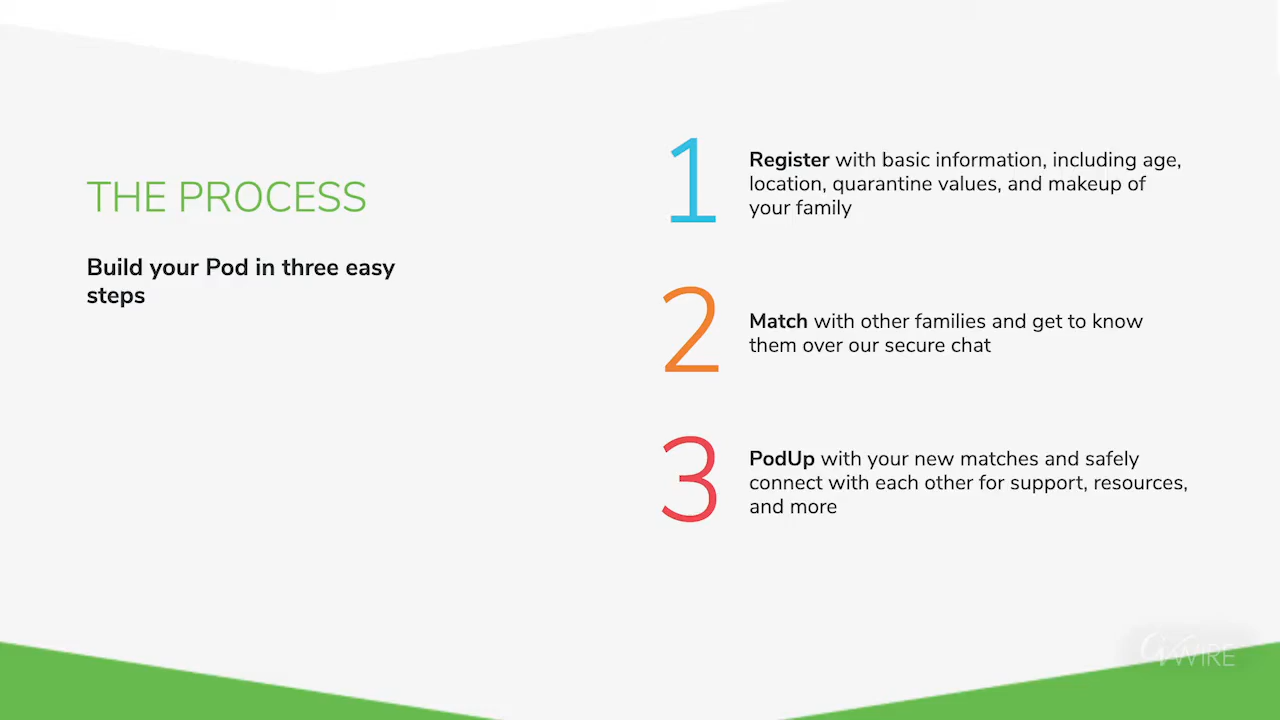 THE PROCESS
Build your Pod in three easy
steps
1
Register with basic information, including age,
location, quarantine values, and makeup of
your family
2
Match with other families and get to know
them over our secure chat
3
PodUp with your new matches and safely
connect with each other for support, resources,
and more